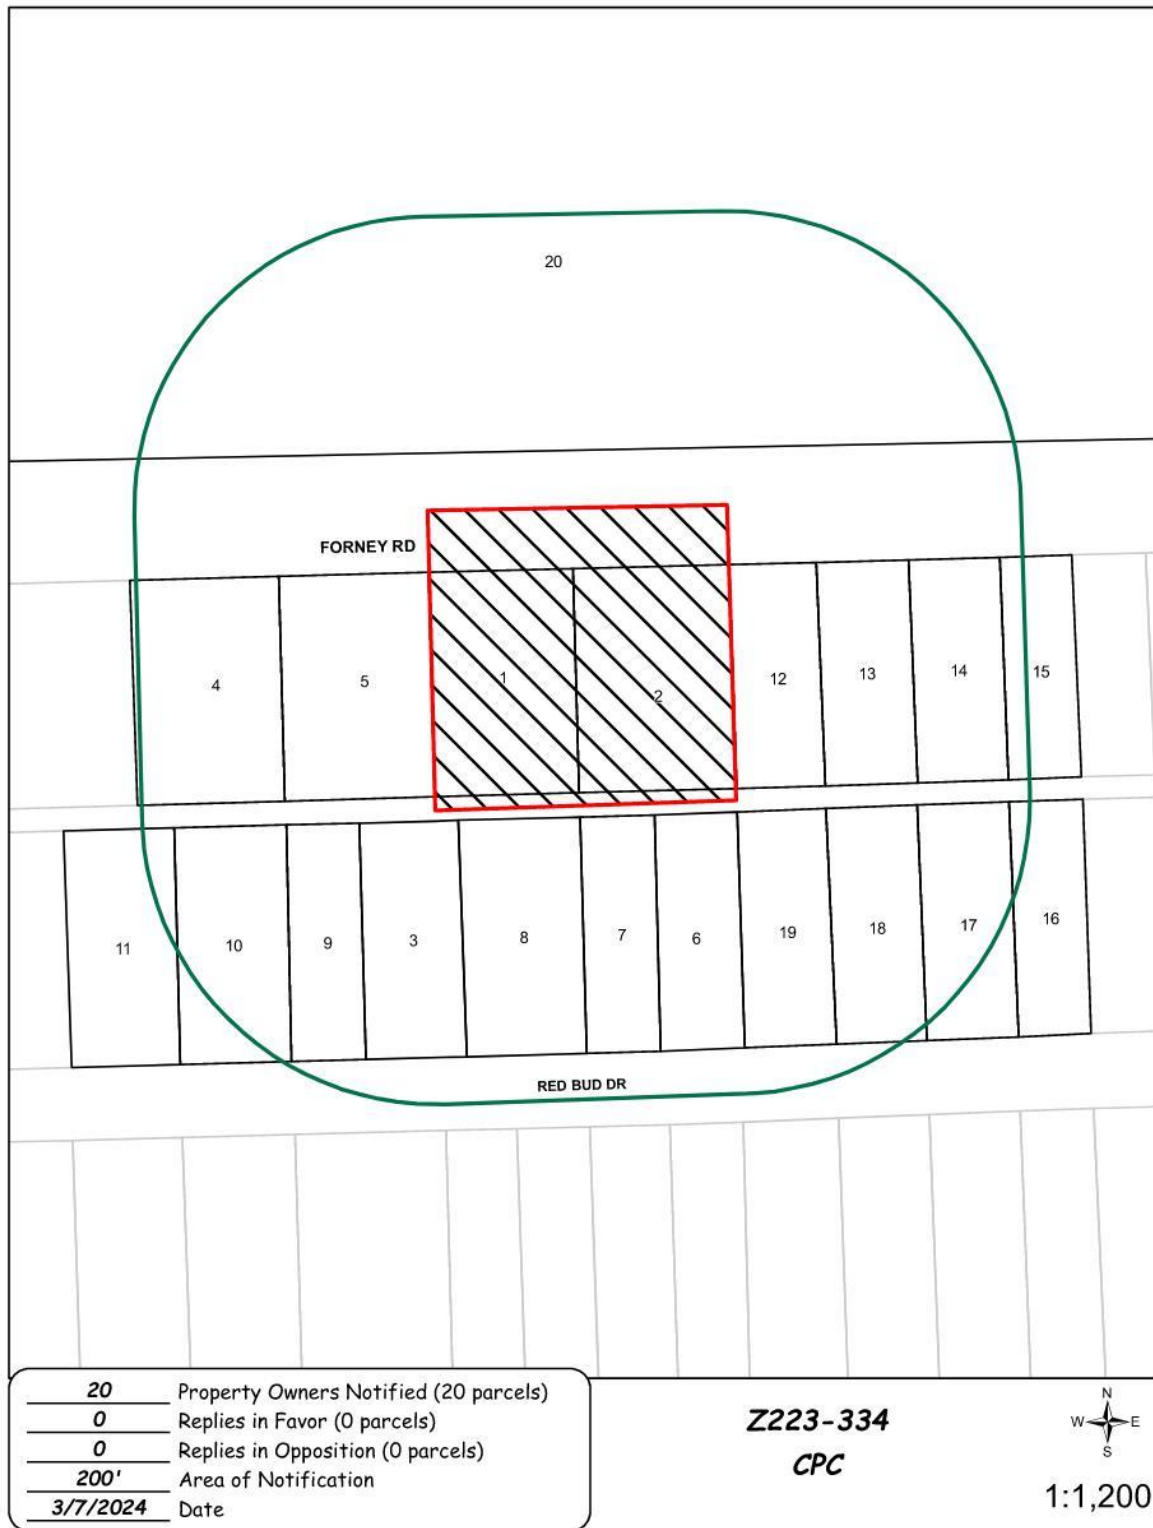 20
FORNEY RD
4
5
1
2
12
13
14
15
11
10
9
3
8
7
6
19
18
17
16
RED BUD DR
20 Property Owners Notified (20 parcels)
0 Replies in Favor (0 parcels)
0 Replies in Opposition (0 parcels)
200' Area of Notification
3/7/2024 Date
Z223-334
CPC
N
W E
S
1:1,200